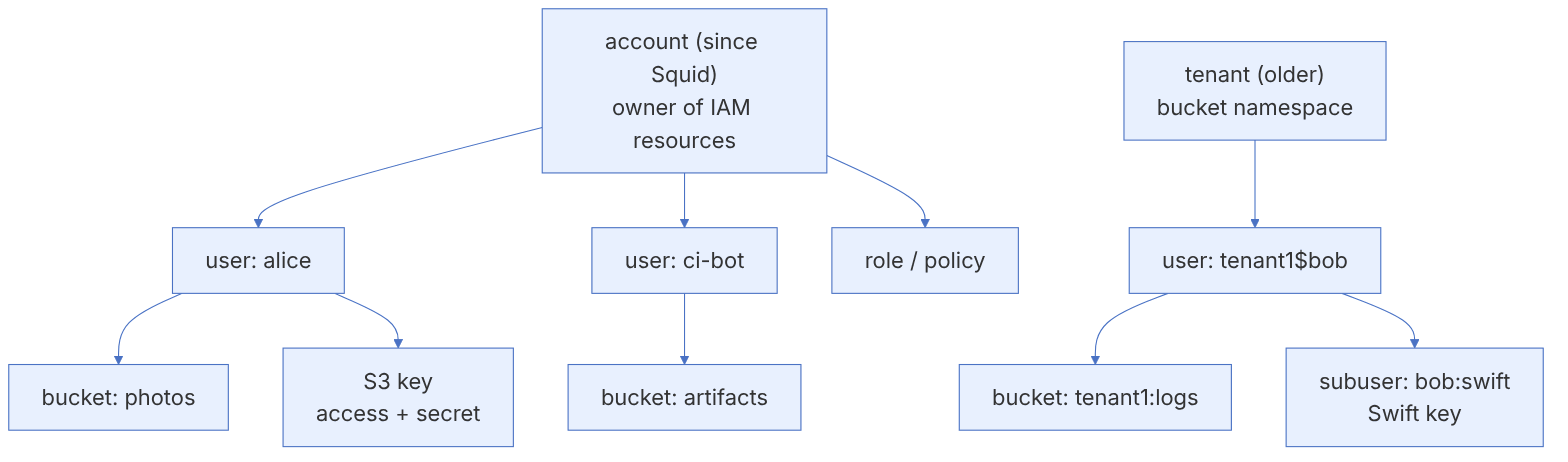 account (since
Squid)
owner of IAM
resources
tenant (older)
bucket namespace
user: alice
user: ci-bot
role / policy
user: tenant1$bob
bucket: photos
S3 key
access + secret
bucket: artifacts
bucket: tenant1:logs
subuser: bob:swift
Swift key